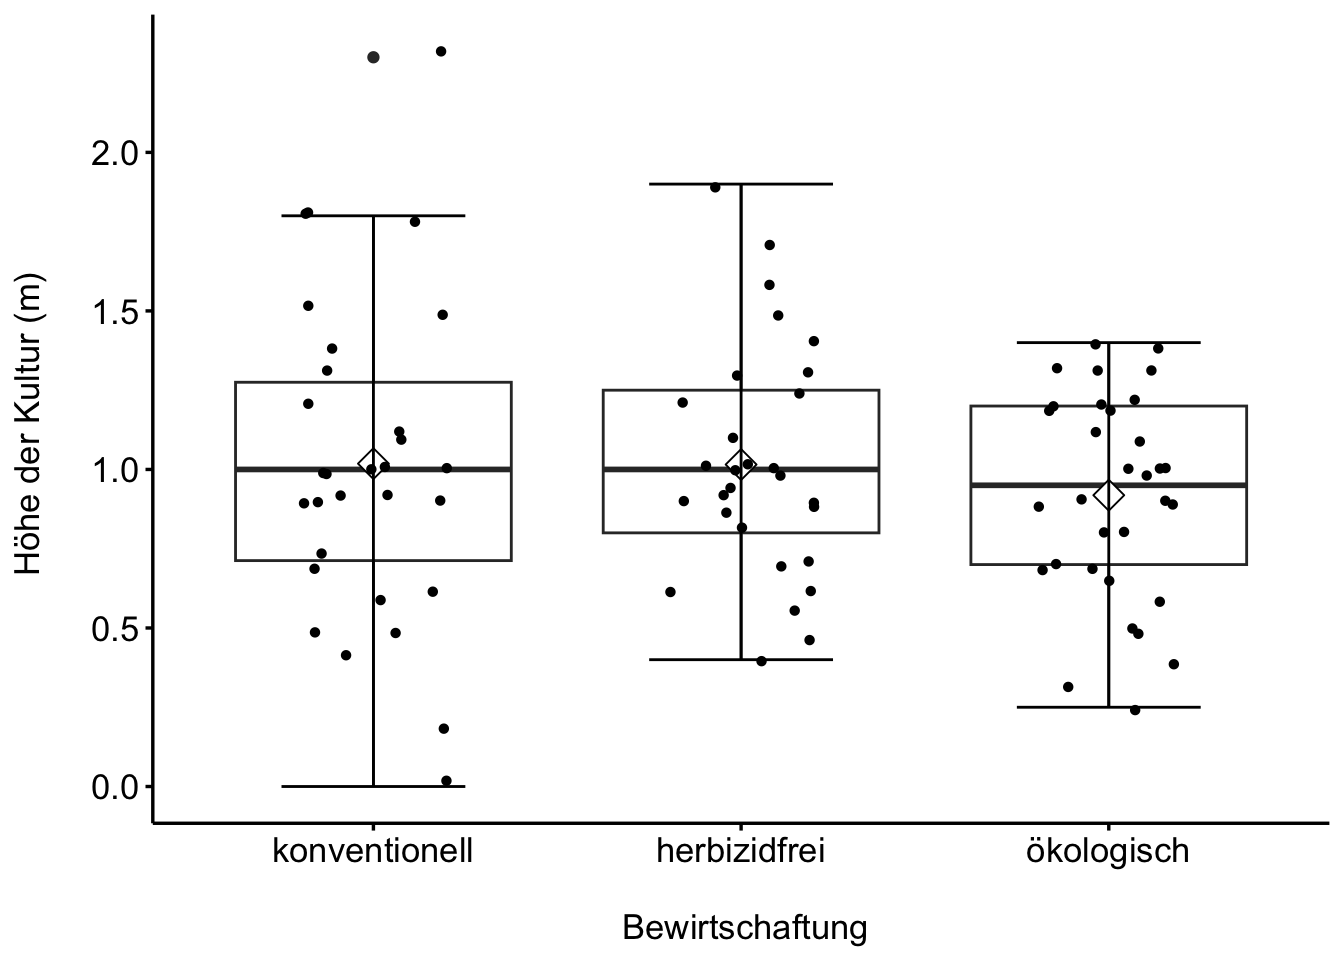 Höhe der Kultur (m)
2.0
1.5
1.0
0.5
0.0
konventionell herbizidfrei ökologisch
Bewirtschaftung